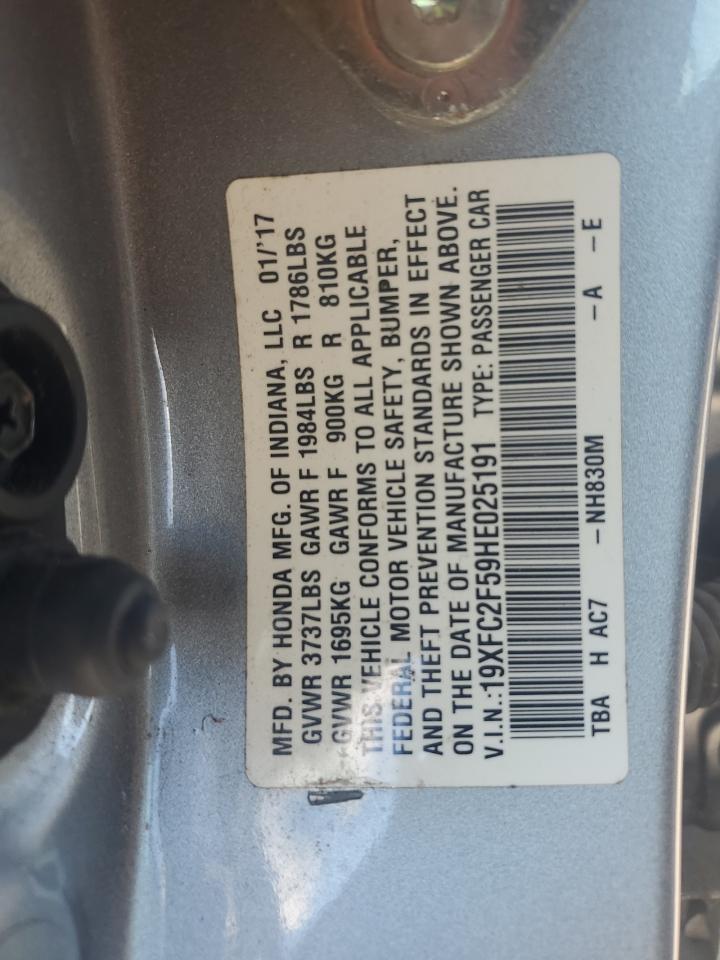 MFD. BY HONDA MFG. OF INDIANA, LLC 01/'17
GVWR 3737LBS GAWR F 1984LBS R 1786LBS
GVWR 1695KG GAWR F 900KG R 810KG
THIS VEHICLE CONFORMS TO ALL APPLICABLE
FEDERAL MOTOR VEHICLE SAFETY, BUMPER,
AND THEFT PREVENTION STANDARDS IN EFFECT
ON THE DATE OF MANUFACTURE SHOWN ABOVE.
V.I.N.:19XFC2F59HE025191 TYPE: PASSENGER CAR
TBA H AC7 -NH830M -A -E